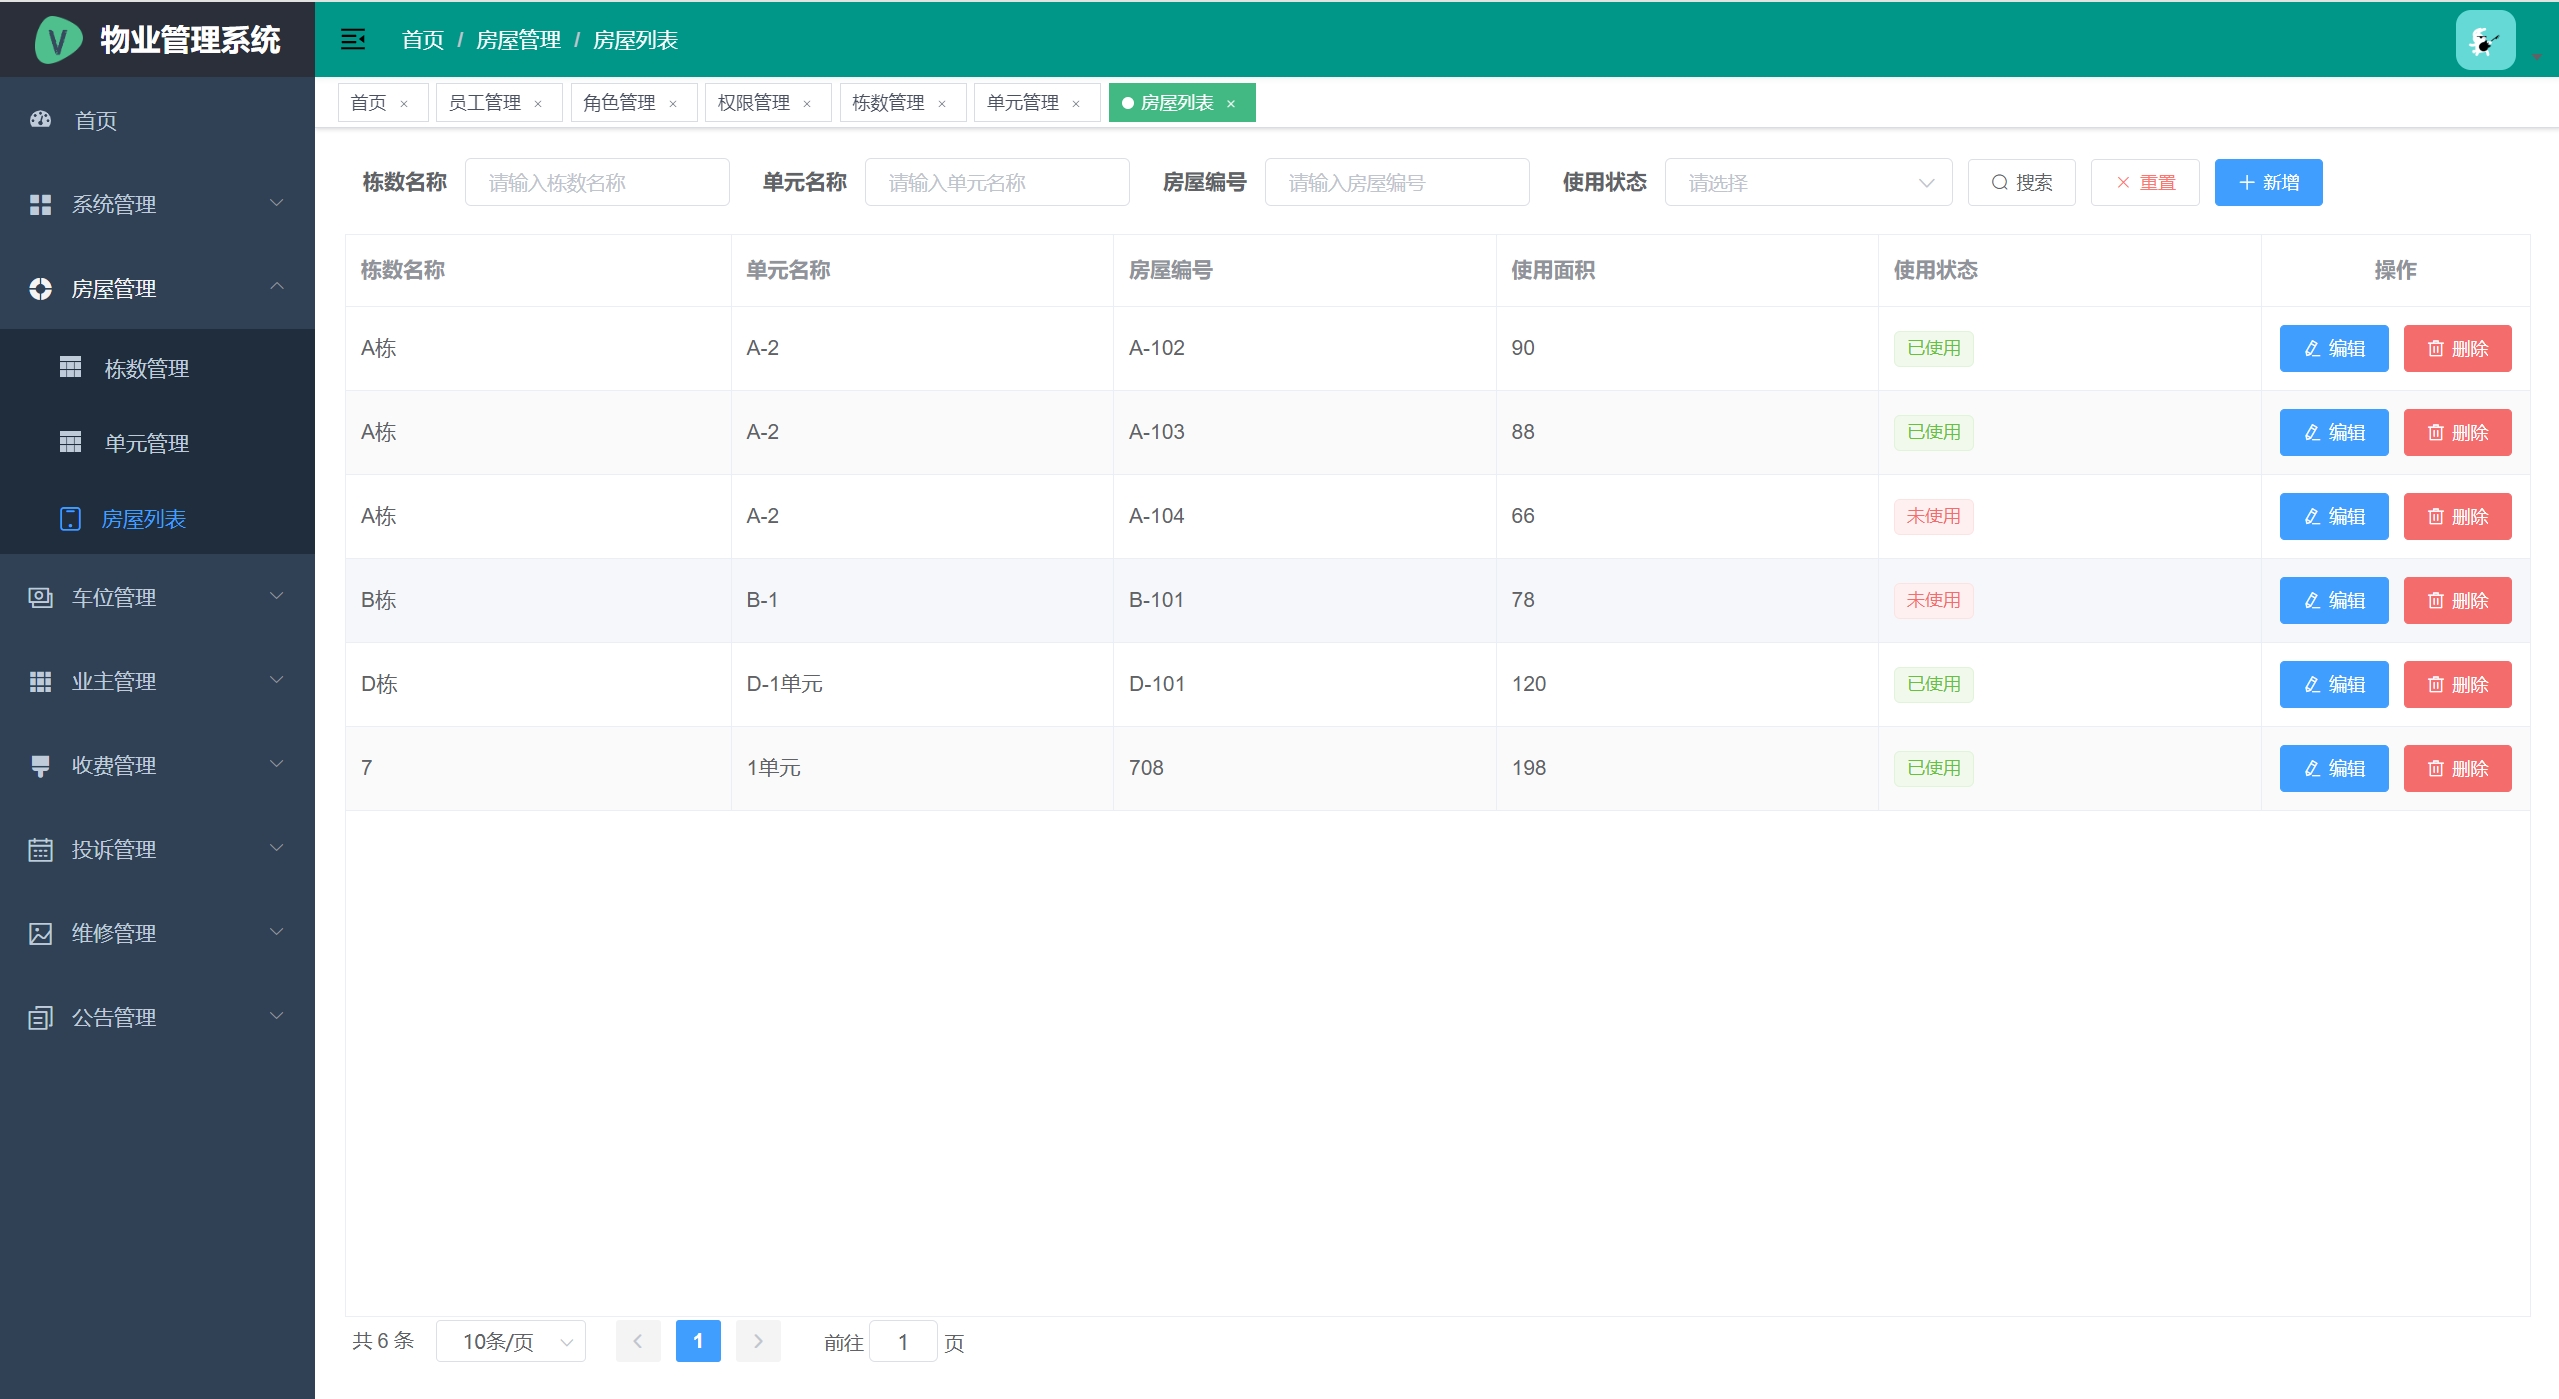 V 物业管理系统
首页 / 房屋管理 / 房屋列表
首页 ×
员工管理 ×
角色管理 ×
权限管理 ×
栋数管理 ×
单元管理 ×
房屋列表 ×
首页
系统管理
房屋管理
栋数管理
单元管理
房屋列表
车位管理
业主管理
收费管理
投诉管理
维修管理
公告管理
栋数名称 请输入栋数名称 单元名称 请输入单元名称 房屋编号 请输入房屋编号 使用状态 请选择 搜索 重置 新增
栋数名称 单元名称 房屋编号 使用面积 使用状态 操作
A栋 A-2 A-102 90 已使用 编辑 删除
A栋 A-2 A-103 88 已使用 编辑 删除
A栋 A-2 A-104 66 未使用 编辑 删除
B栋 B-1 B-101 78 未使用 编辑 删除
D栋 D-1单元 D-101 120 已使用 编辑 删除
7 1单元 708 198 已使用 编辑 删除
共 6 条 10条/页 1 前往 1 页